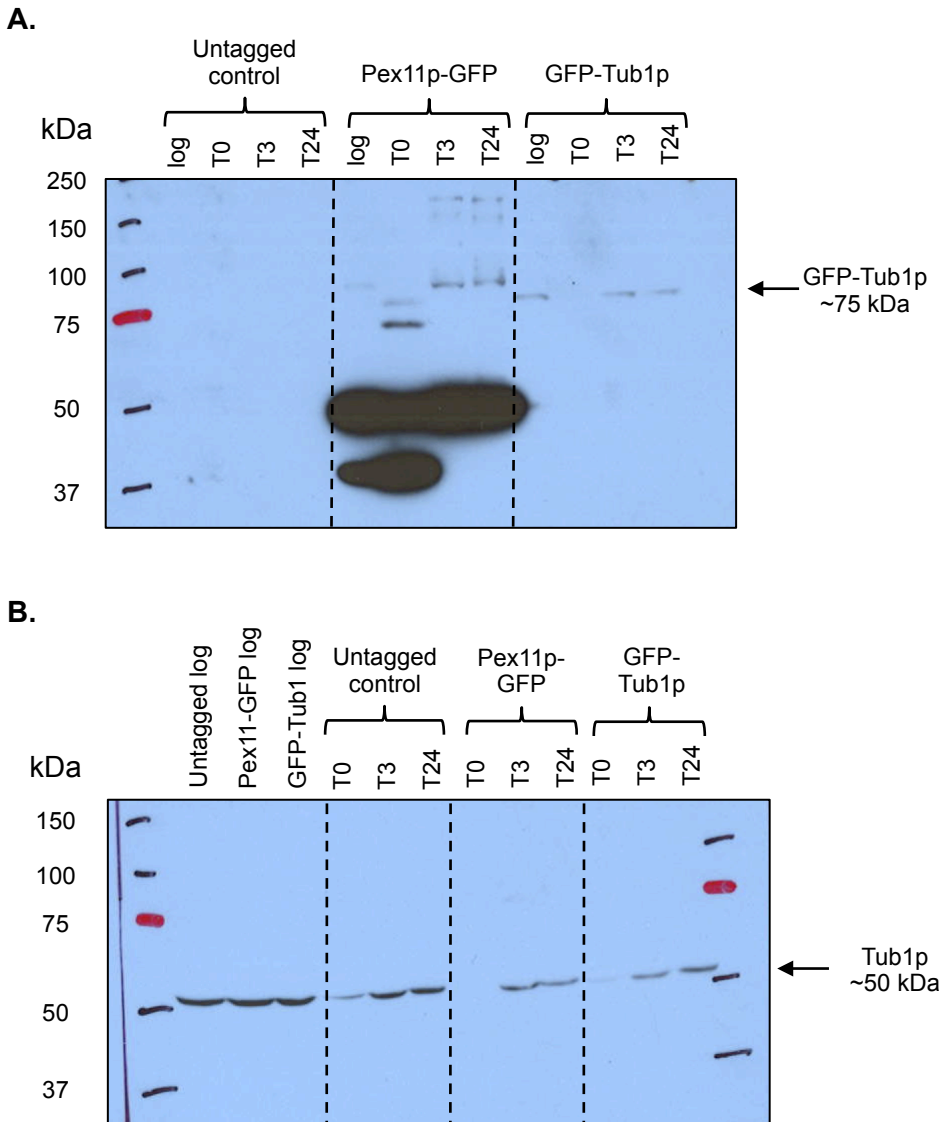 A.
Untagged
control
Pex11p-GFP
GFP-Tub1p
kDa
log
T0
T3
T24
log
T0
T3
T24
log
T0
T3
T24
250
150
100
75
50
37
GFP-Tub1p
~75 kDa
B.
Untagged log
Pex11-GFP log
GFP-Tub1 log
Untagged
control
Pex11p-
GFP
GFP-
Tub1p
kDa
T0
T3
T24
T0
T3
T24
T0
T3
T24
150
100
75
50
37
Tub1p
~50 kDa